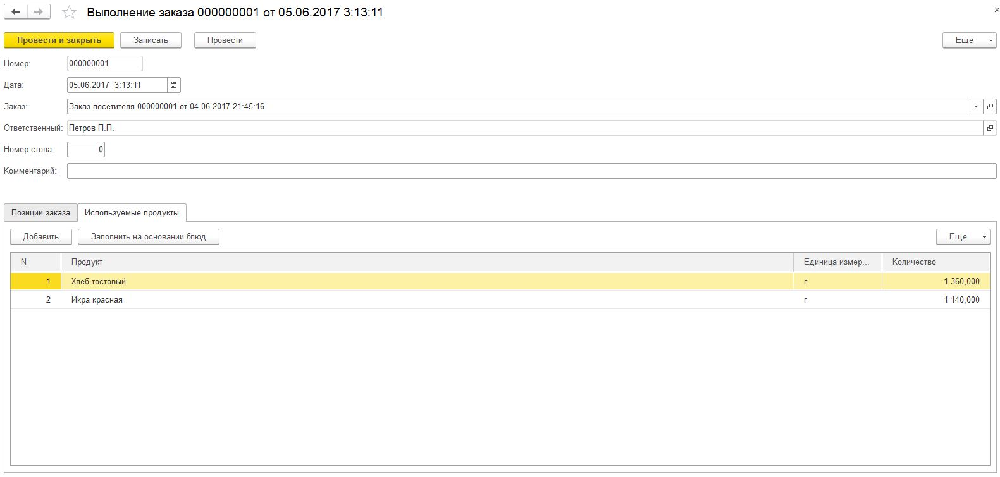 Выполнение заказа 000000001 от 05.06.2017 3:13:11
Провести и закрыть Записать Провести Еще
Номер: 000000001
Дата: 05.06.2017 3:13:11
Заказ: Заказ посетителя 000000001 от 04.06.2017 21:45:16
Ответственный: Петров П.П.
Номер стола: 0
Комментарий:
Позиции заказа Используемые продукты
Добавить Заполнить на основании блюд Еще
N Продукт Единица измер... Количество
1 Хлеб тостовый г 1 360,000
2 Икра красная г 1 140,000